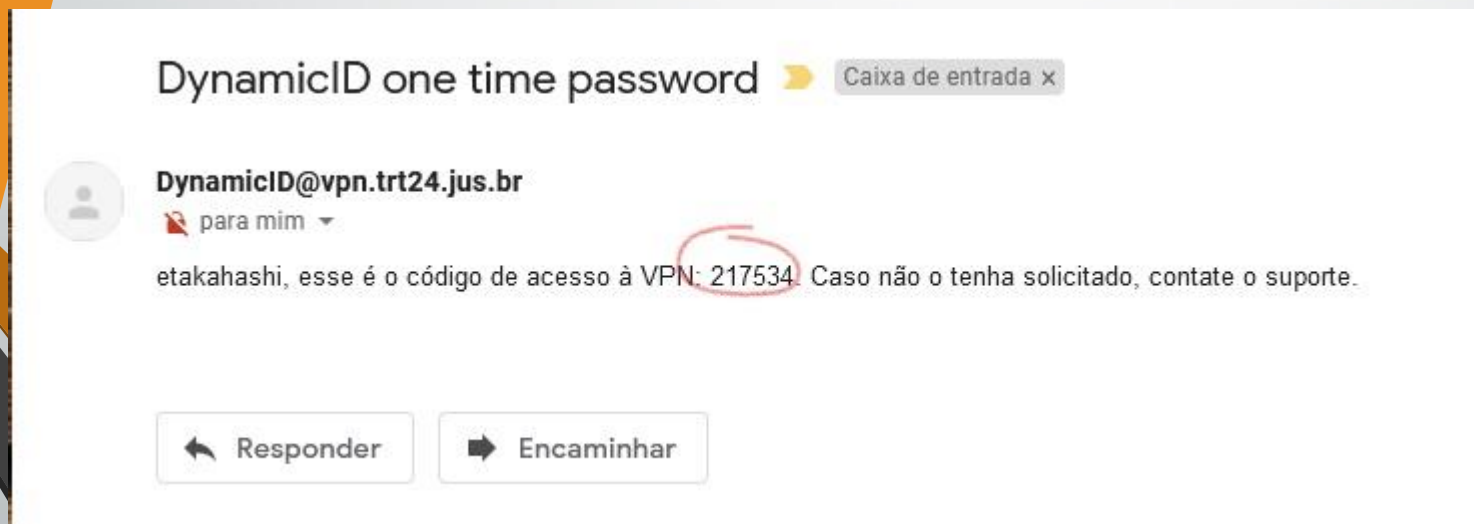 DynamicID one time password Caixa de entrada x
DynamicID@vpn.trt24.jus.br
para mim
etakahashi, esse é o código de acesso à VPN: 217534. Caso não o tenha solicitado, contate o suporte.
Responder Encaminhar